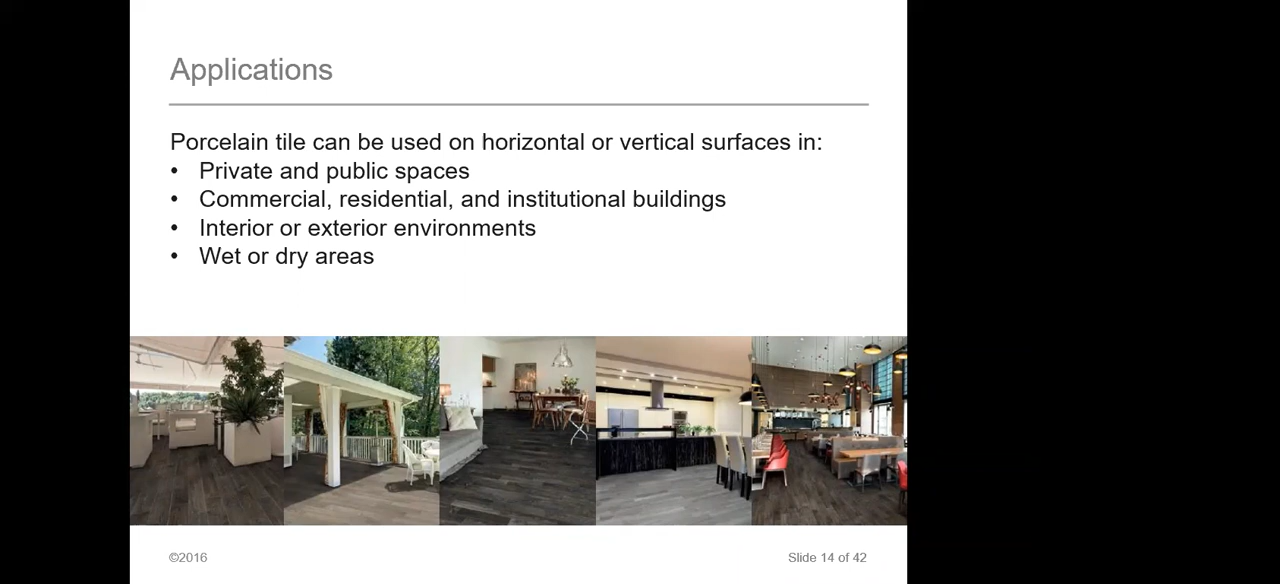 Applications
Porcelain tile can be used on horizontal or vertical surfaces in:
• Private and public spaces
• Commercial, residential, and institutional buildings
• Interior or exterior environments
• Wet or dry areas
©2016
Slide 14 of 42